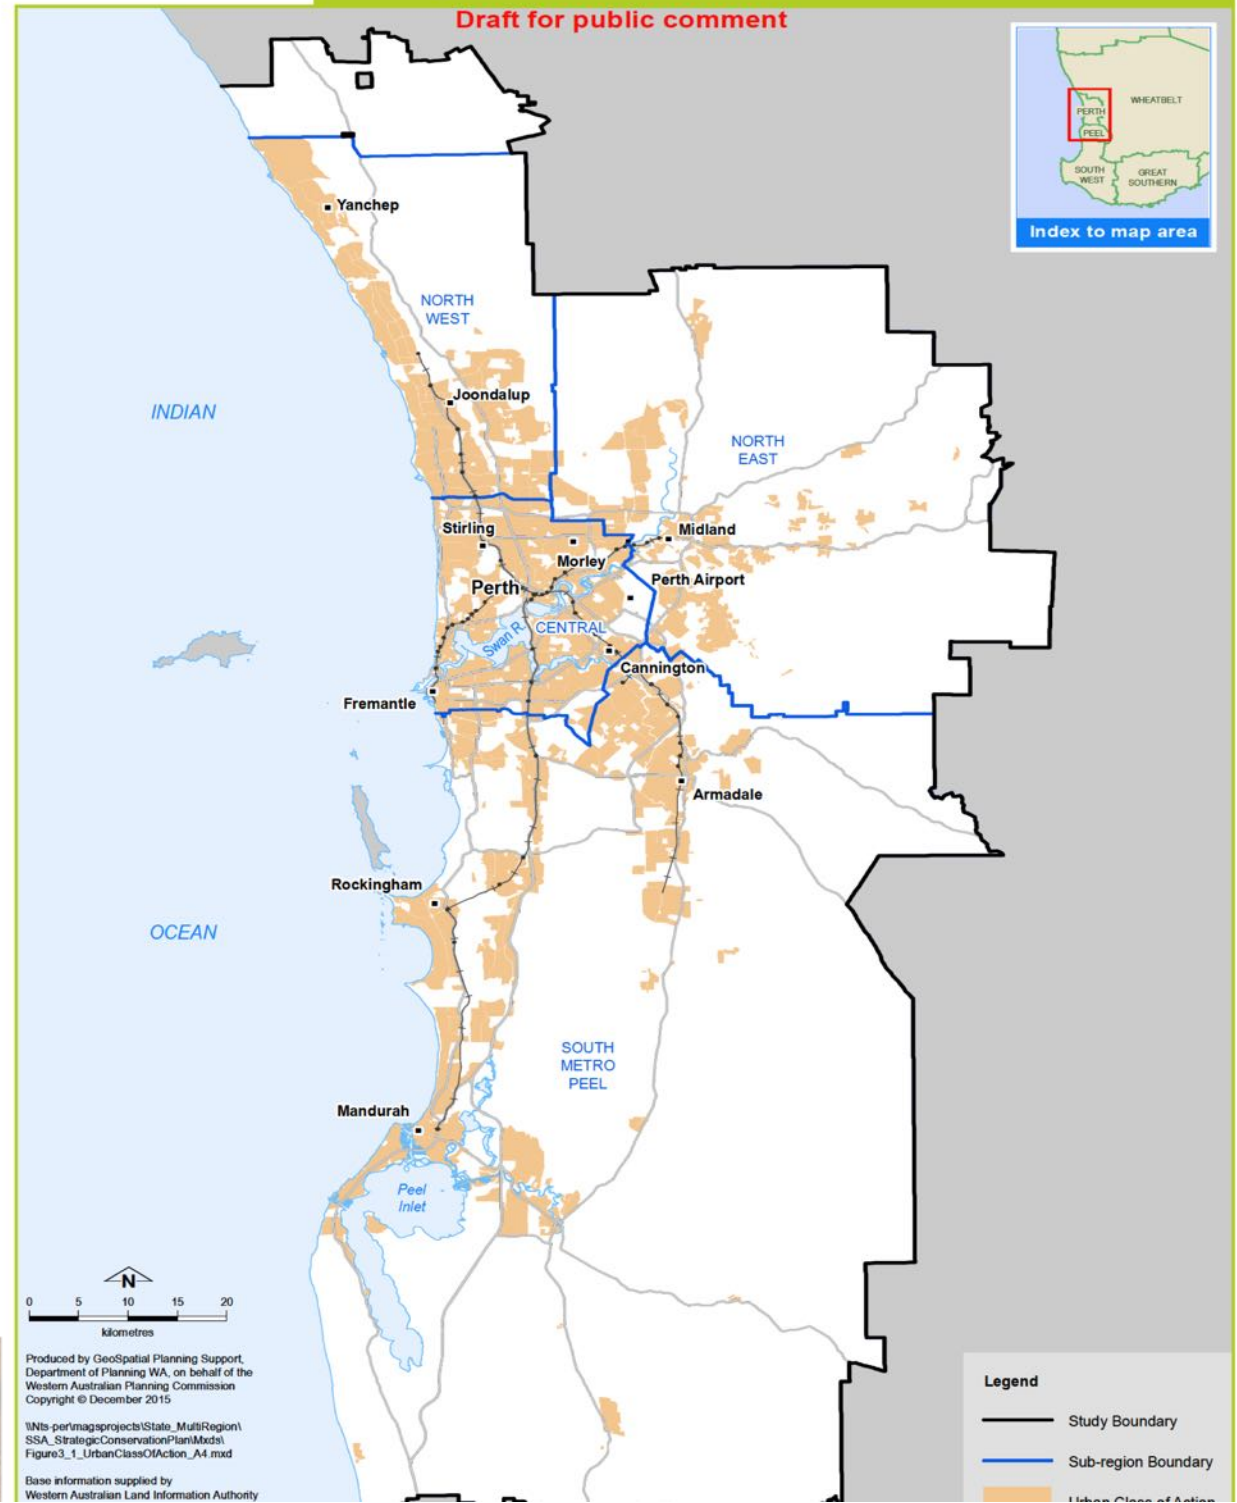 Draft for public comment
WHEATBELT
PERTH
PEEL
SOUTH
WEST
GREAT
SOUTHERN
Index to map area
Yanchep
NORTH
WEST
INDIAN
Joondalup
NORTH
EAST
Stirling
Midland
Morley
Perth
Perth Airport
Swan R.
CENTRAL
Cannington
Fremantle
Armadale
Rockingham
OCEAN
SOUTH
METRO
PEEL
Mandurah
Peel
Inlet
N
0 5 10 15 20
kilometres
Produced by GeoSpatial Planning Support,
Department of Planning WA, on behalf of the
Western Australian Planning Commission
Copyright © December 2015
\\Nts-per\magsprojects\State_MultiRegion\
SSA_StrategicConservationPlan\Mxds\
Figure3_1_UrbanClassOfAction_A4.mxd
Base information supplied by
Western Australian Land Information Authority
Legend
Study Boundary
Sub-region Boundary
Urban Class of Action